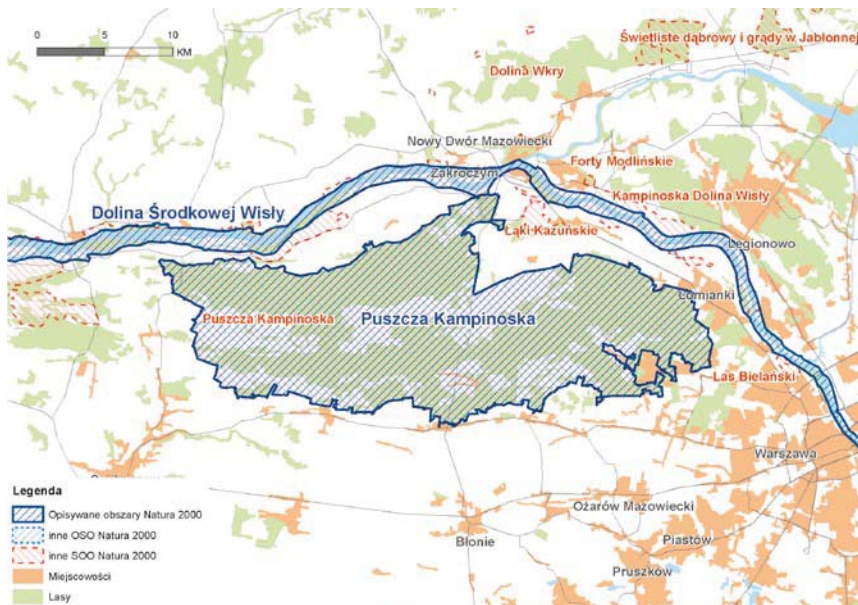 0 5 10
KM
Świetliste dąbrowy i grądy w Jabłonnej
Dolina Wkry
Nowy Dwór Mazowiecki
Forty Modlińskie
Zakroczym
Kampinoska Dolina Wisły
Dolina Środkowej Wisły
Łąki Kazuńskie
Legionowo
Łomianki
Puszcza Kampinoska
Puszcza Kampinoska
Las Bielański
Warszawa
Ożarów Mazowiecki
Błonie
Piastów
Pruszków
Legenda
Opisywane obszary Natura 2000
inne OSO Natura 2000
inne SOO Natura 2000
Miejscowości
Lasy